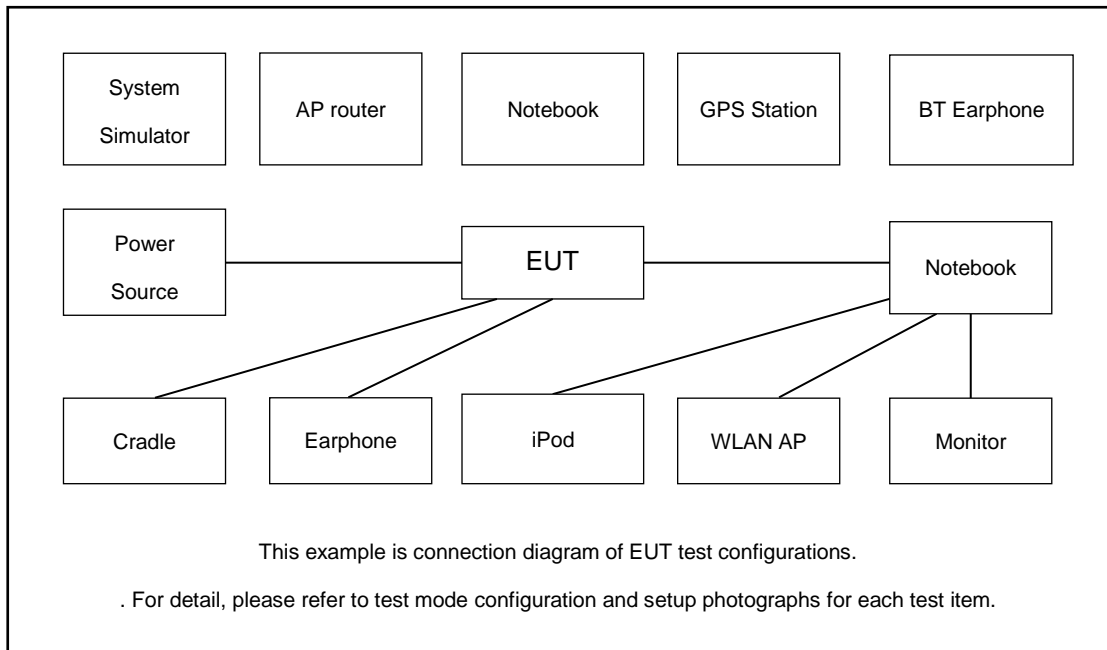 System
Simulator
AP router
Notebook
GPS Station
BT Earphone
Power
Source
EUT
Notebook
Cradle
Earphone
iPod
WLAN AP
Monitor
This example is connection diagram of EUT test configurations.
. For detail, please refer to test mode configuration and setup photographs for each test item.